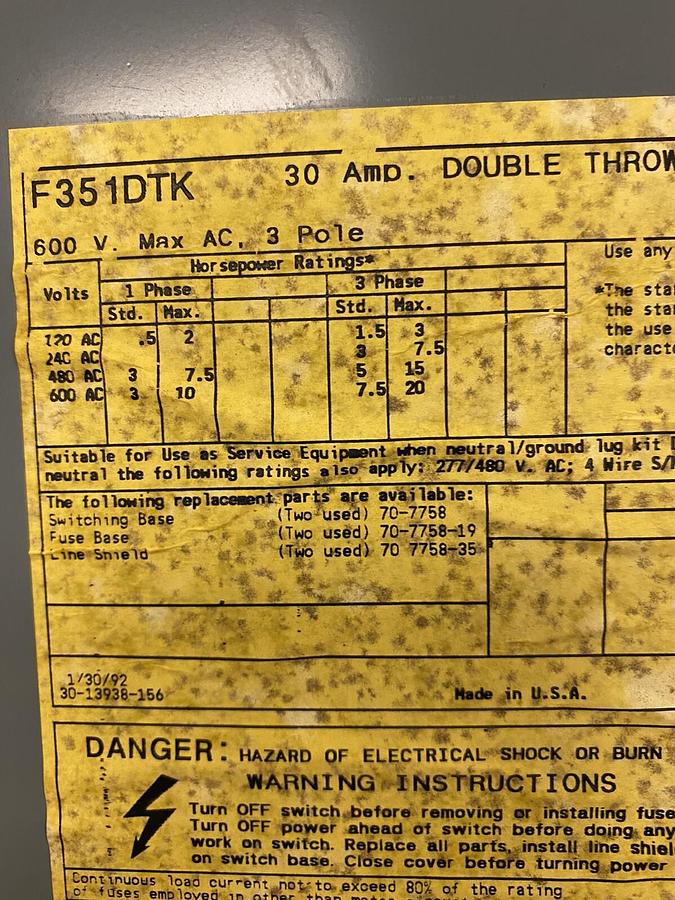 F351DTK 30 Amp. DOUBLE THROW
600 V. Max AC, 3 Pole
Horsepower Ratings*
Use any
Volts 1 Phase 3 Phase
Std. Max. Std. Max.
*The sta
the sta
the use
characte
120 AC .5 2 1.5 3
240 AC 3 7.5
480 AC 3 7.5 5 15
600 AC 3 10 7.5 20
Suitable for Use as Service Equipment when neutral/ground lug kit
neutral the following ratings also apply: 277/480 V. AC; 4 Wire S/
The following replacement parts are available:
Switching Base (Two used) 70-7758
Fuse Base (Two used) 70-7758-19
Line Shield (Two used) 70 7758-35
1/30/92
30-13938-156 Made in U.S.A.
DANGER: HAZARD OF ELECTRICAL SHOCK OR BURN
WARNING INSTRUCTIONS
Turn OFF switch before removing or installing fuse
Turn OFF power ahead of switch before doing any
work on switch. Replace all parts, install line shiel
on switch base. Close cover before turning power
Continuous load current not to exceed 80% of the rating
of fuses employed in other than motor